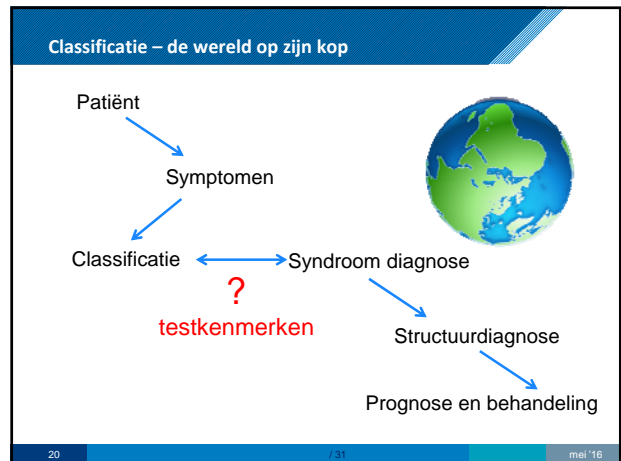 Classificatie – de wereld op zijn kop
Patiënt
Symptomen
Classificatie
Syndroom diagnose
?
testkenmerken
Structuurdiagnose
Prognose en behandeling
20
/ 31
mei '16